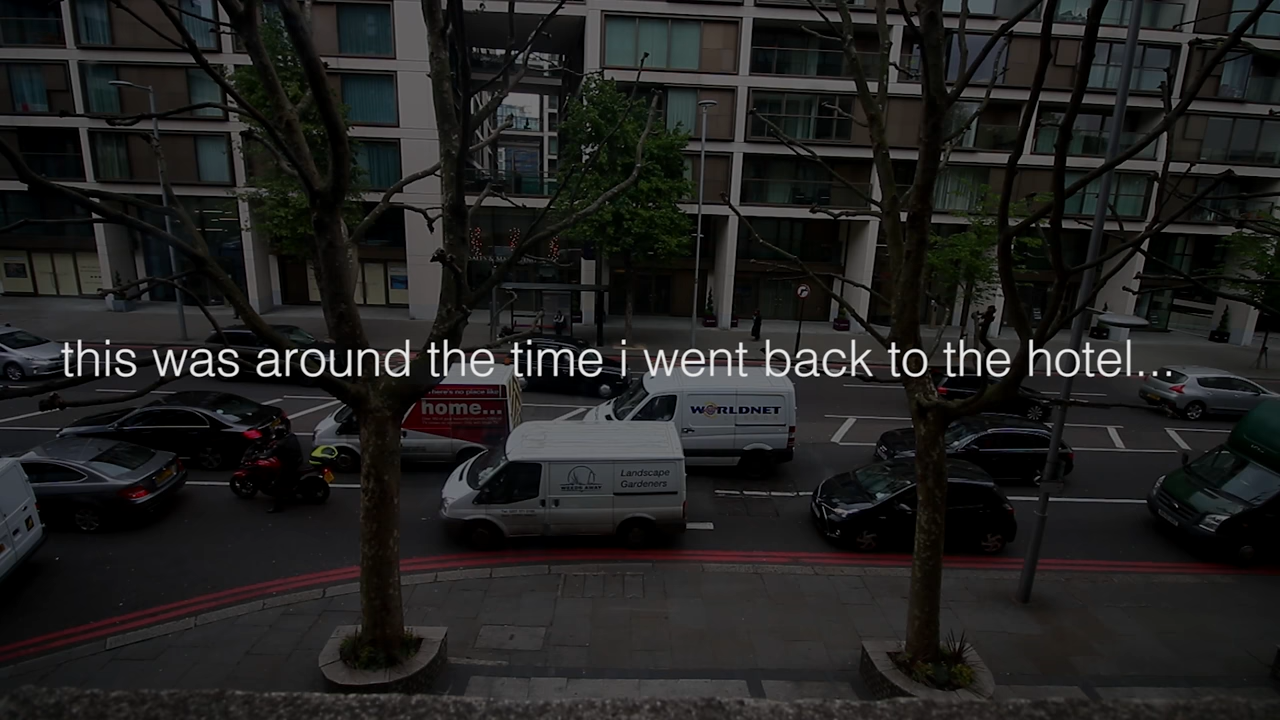 this was around the time i went back to the hotel...
home...
WORLDNET
Landscape
Gardeners